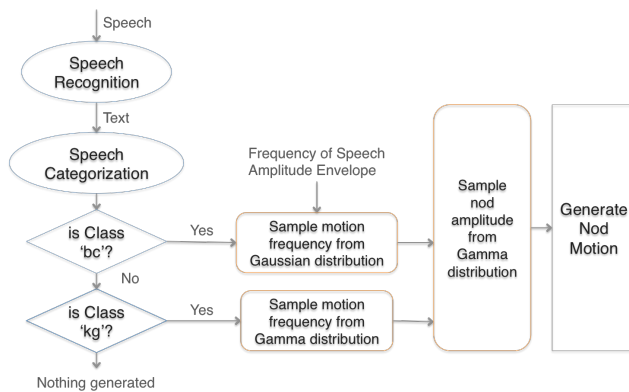 Speech
Speech
Recognition
Text
Speech
Categorization
Frequency of Speech
Amplitude Envelope
is Class
'bc'?
Yes
Sample motion
frequency from
Gaussian distribution
No
is Class
'kg'?
Yes
Sample motion
frequency from
Gamma distribution
Nothing generated
Sample
nod
amplitude
from
Gamma
distribution
Generate
Nod
Motion